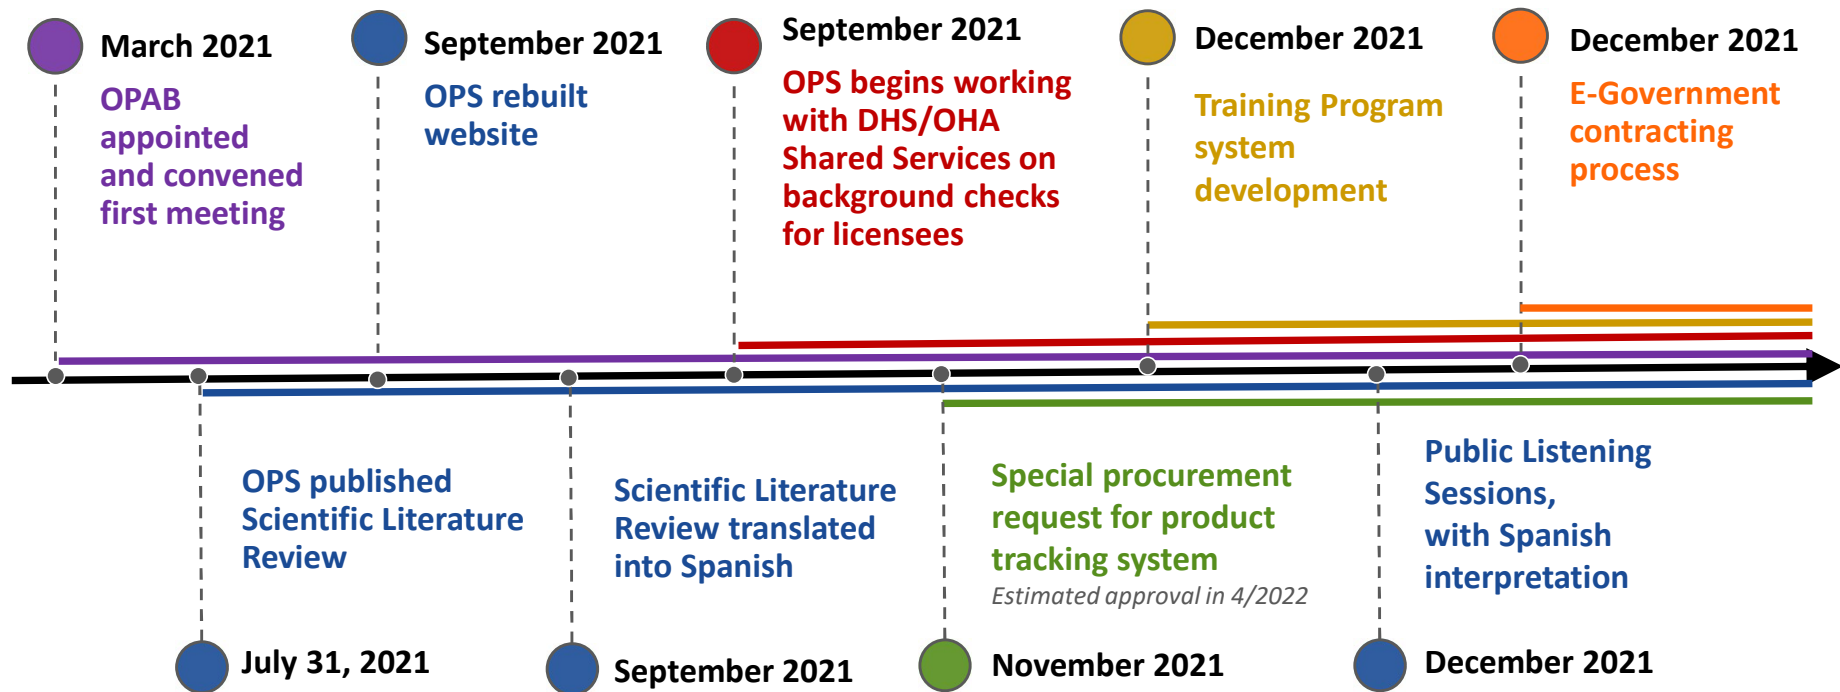 March 2021
OPAB
appointed
and convened
first meeting
September 2021
OPS rebuilt
website
September 2021
OPS begins working
with DHS/OHA
Shared Services on
background checks
for licensees
December 2021
Training Program
system
development
December 2021
E-Government
contracting
process
OPS published
Scientific Literature
Review
July 31, 2021
Scientific Literature
Review translated
into Spanish
September 2021
Special procurement
request for product
tracking system
Estimated approval in 4/2022
November 2021
Public Listening
Sessions,
with Spanish
interpretation
December 2021